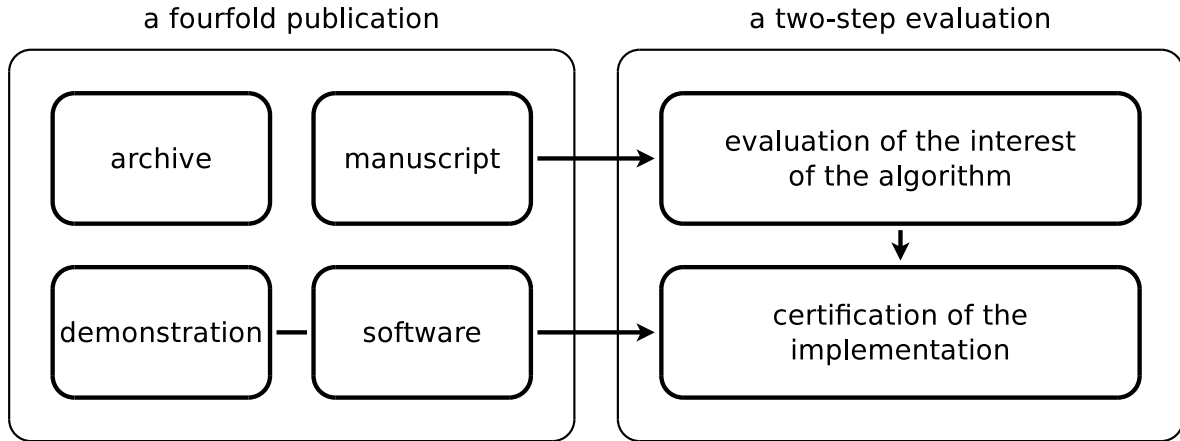 a fourfold publication
a two-step evaluation
archive
manuscript
evaluation of the interest
of the algorithm
demonstration
software
certification of the
implementation